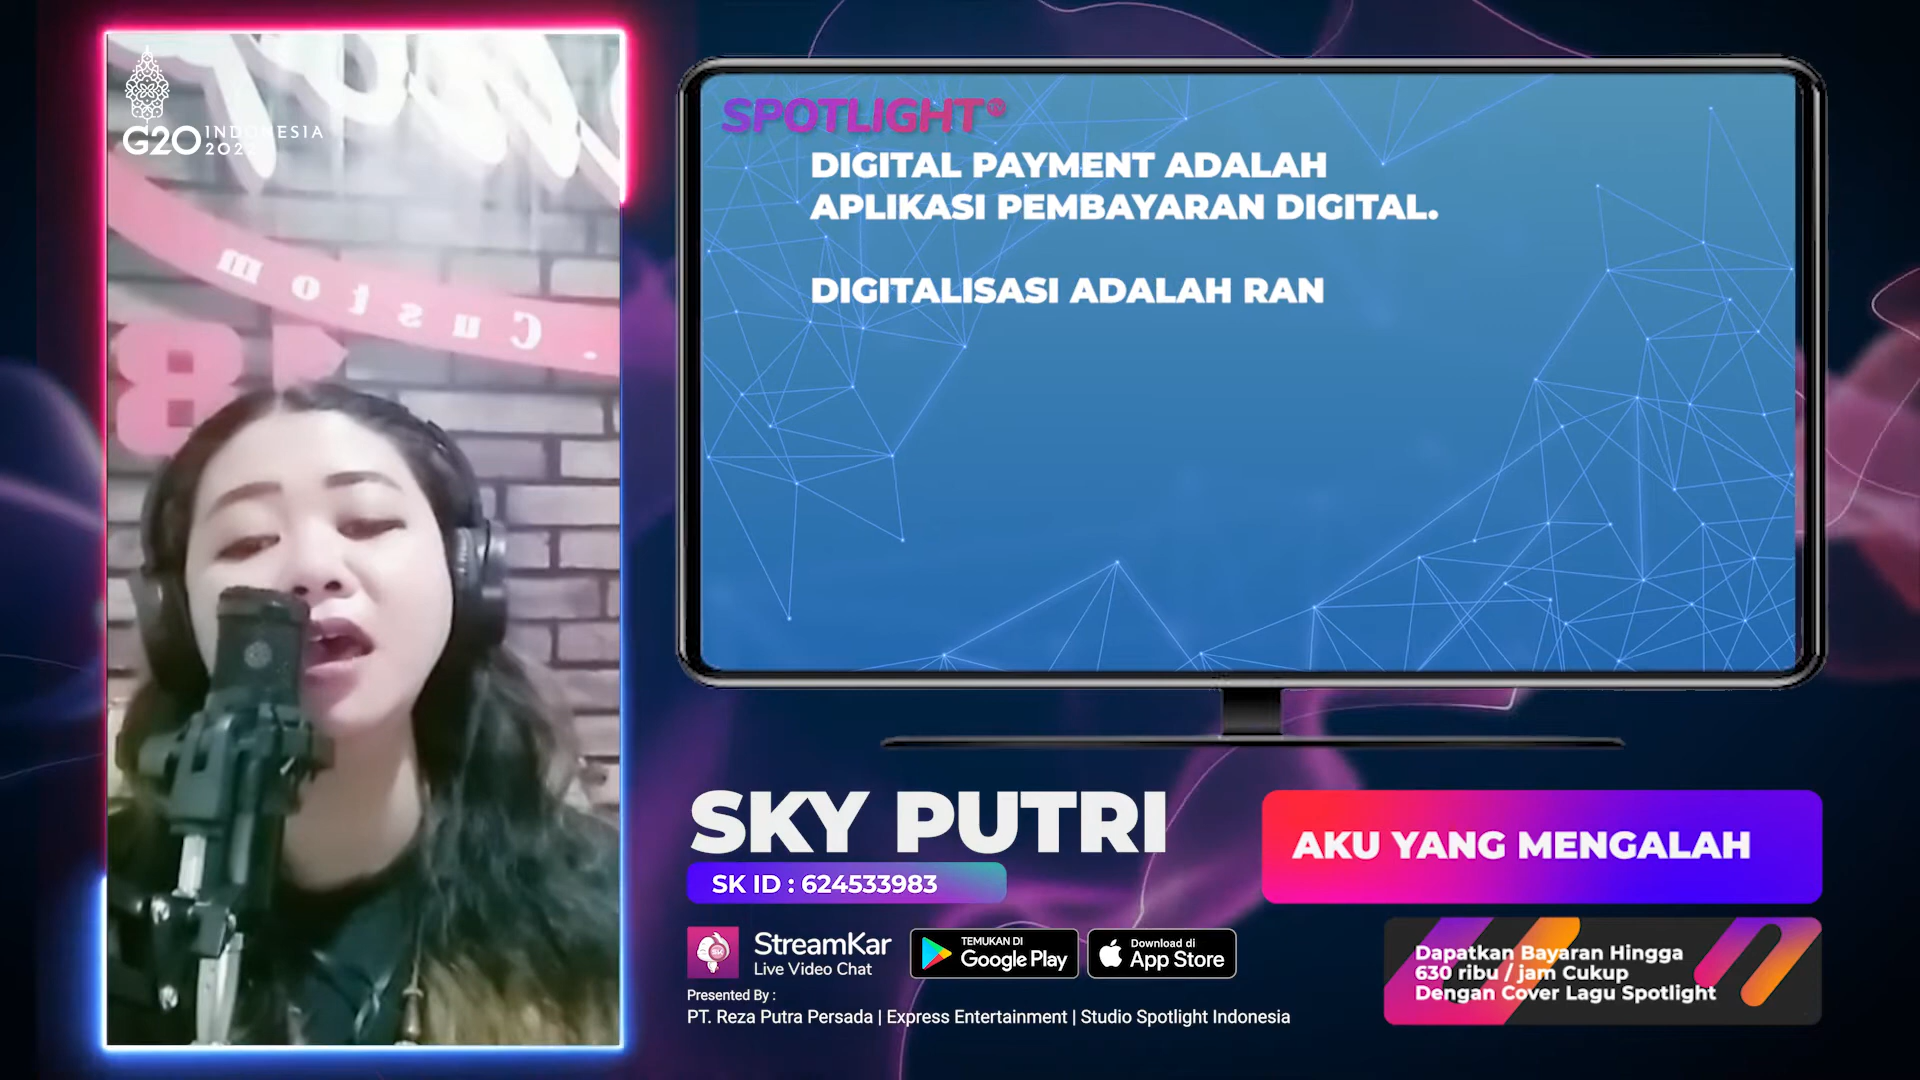 G20 INDONESIA
Custom
18
SPOTLIGHT®
DIGITAL PAYMENT ADALAH
APLIKASI PEMBAYARAN DIGITAL.
DIGITALISASI ADALAH RAN
SKY PUTRI
SK ID : 624533983
AKU YANG MENGALAH
StreamKar
Live Video Chat
TEMUKAN DI
Google Play
Download di
App Store
Presented By :
PT. Reza Putra Persada | Express Entertainment | Studio Spotlight Indonesia
Dapatkan Bayaran Hingga
630 ribu / jam Cukup
Dengan Cover Lagu Spotlight